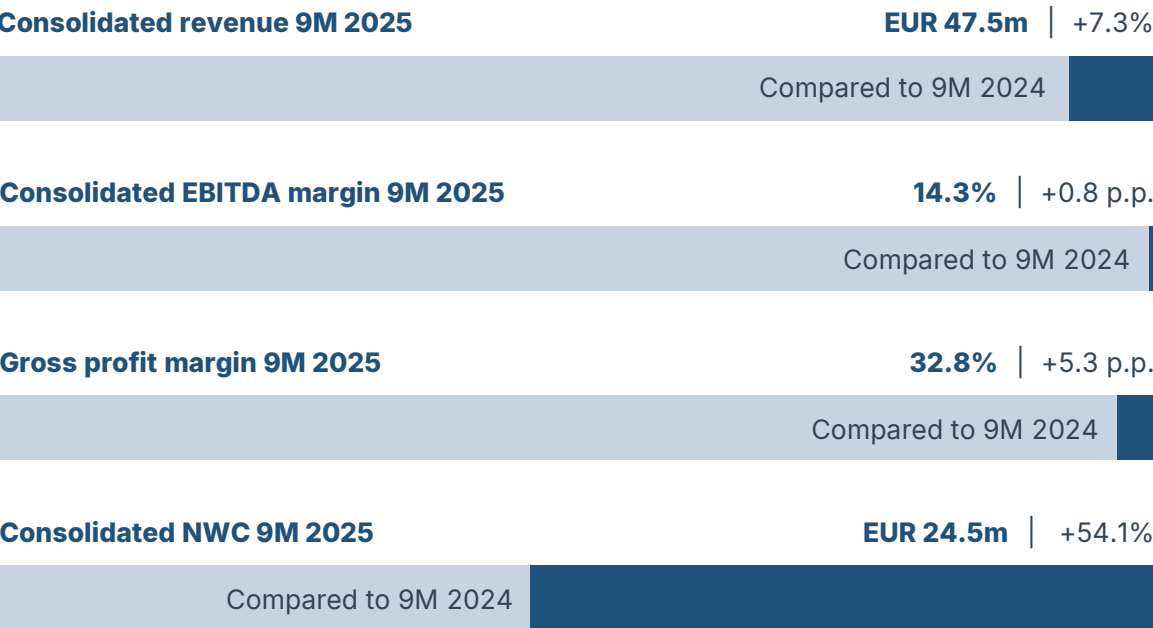 Consolidated revenue 9M 2025 EUR 47.5m | +7.3%
Compared to 9M 2024
Consolidated EBITDA margin 9M 2025 14.3% | +0.8 p.p.
Compared to 9M 2024
Gross profit margin 9M 2025 32.8% | +5.3 p.p.
Compared to 9M 2024
Consolidated NWC 9M 2025 EUR 24.5m | +54.1%
Compared to 9M 2024